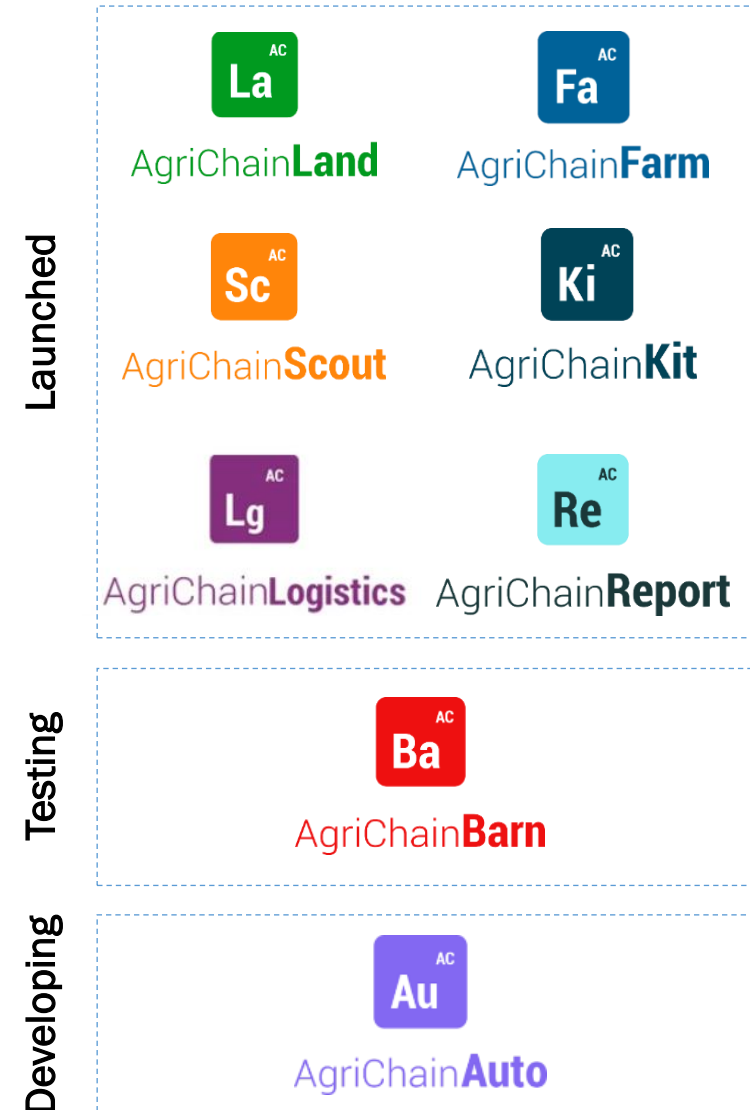 Launched
AC
La
AgriChainLand
AC
Fa
AgriChainFarm
AC
Sc
AgriChainScout
AC
Ki
AgriChainKit
AC
Lg
AgriChainLogistics
AC
Re
AgriChainReport
Testing
AC
Ba
AgriChainBarn
Developing
AC
Au
AgriChainAuto